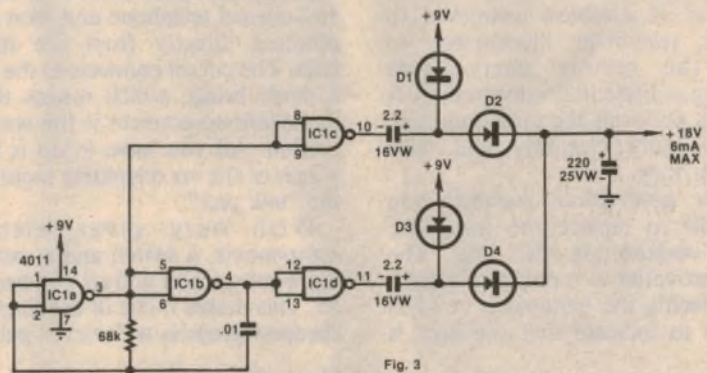 +9V
D1
D2
IC1c
8
9
10
2.2
16VW
+9V
+18V
6mA
MAX
220
25VW
+9V
4011
14
1
2
7
IC1a
5
6
IC1b
4
12
13
IC1d
11
2.2
16VW
D3
D4
68k
.01
Fig. 3